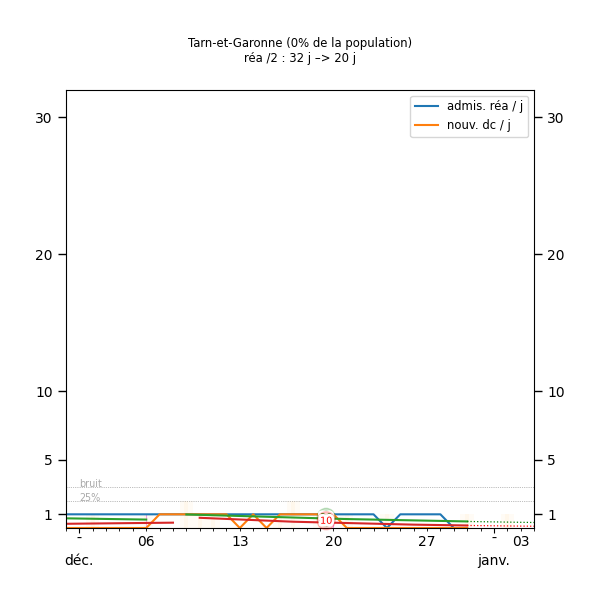 Tarn-et-Garonne (0% de la population)
réa /2 : 32 j –> 20 j
admis. réa / j
nouv. dc / j
30
30
20
20
10
10
5
5
bruit
25%
1
1
10
- 06 13 20 27 - 03
déc. janv.